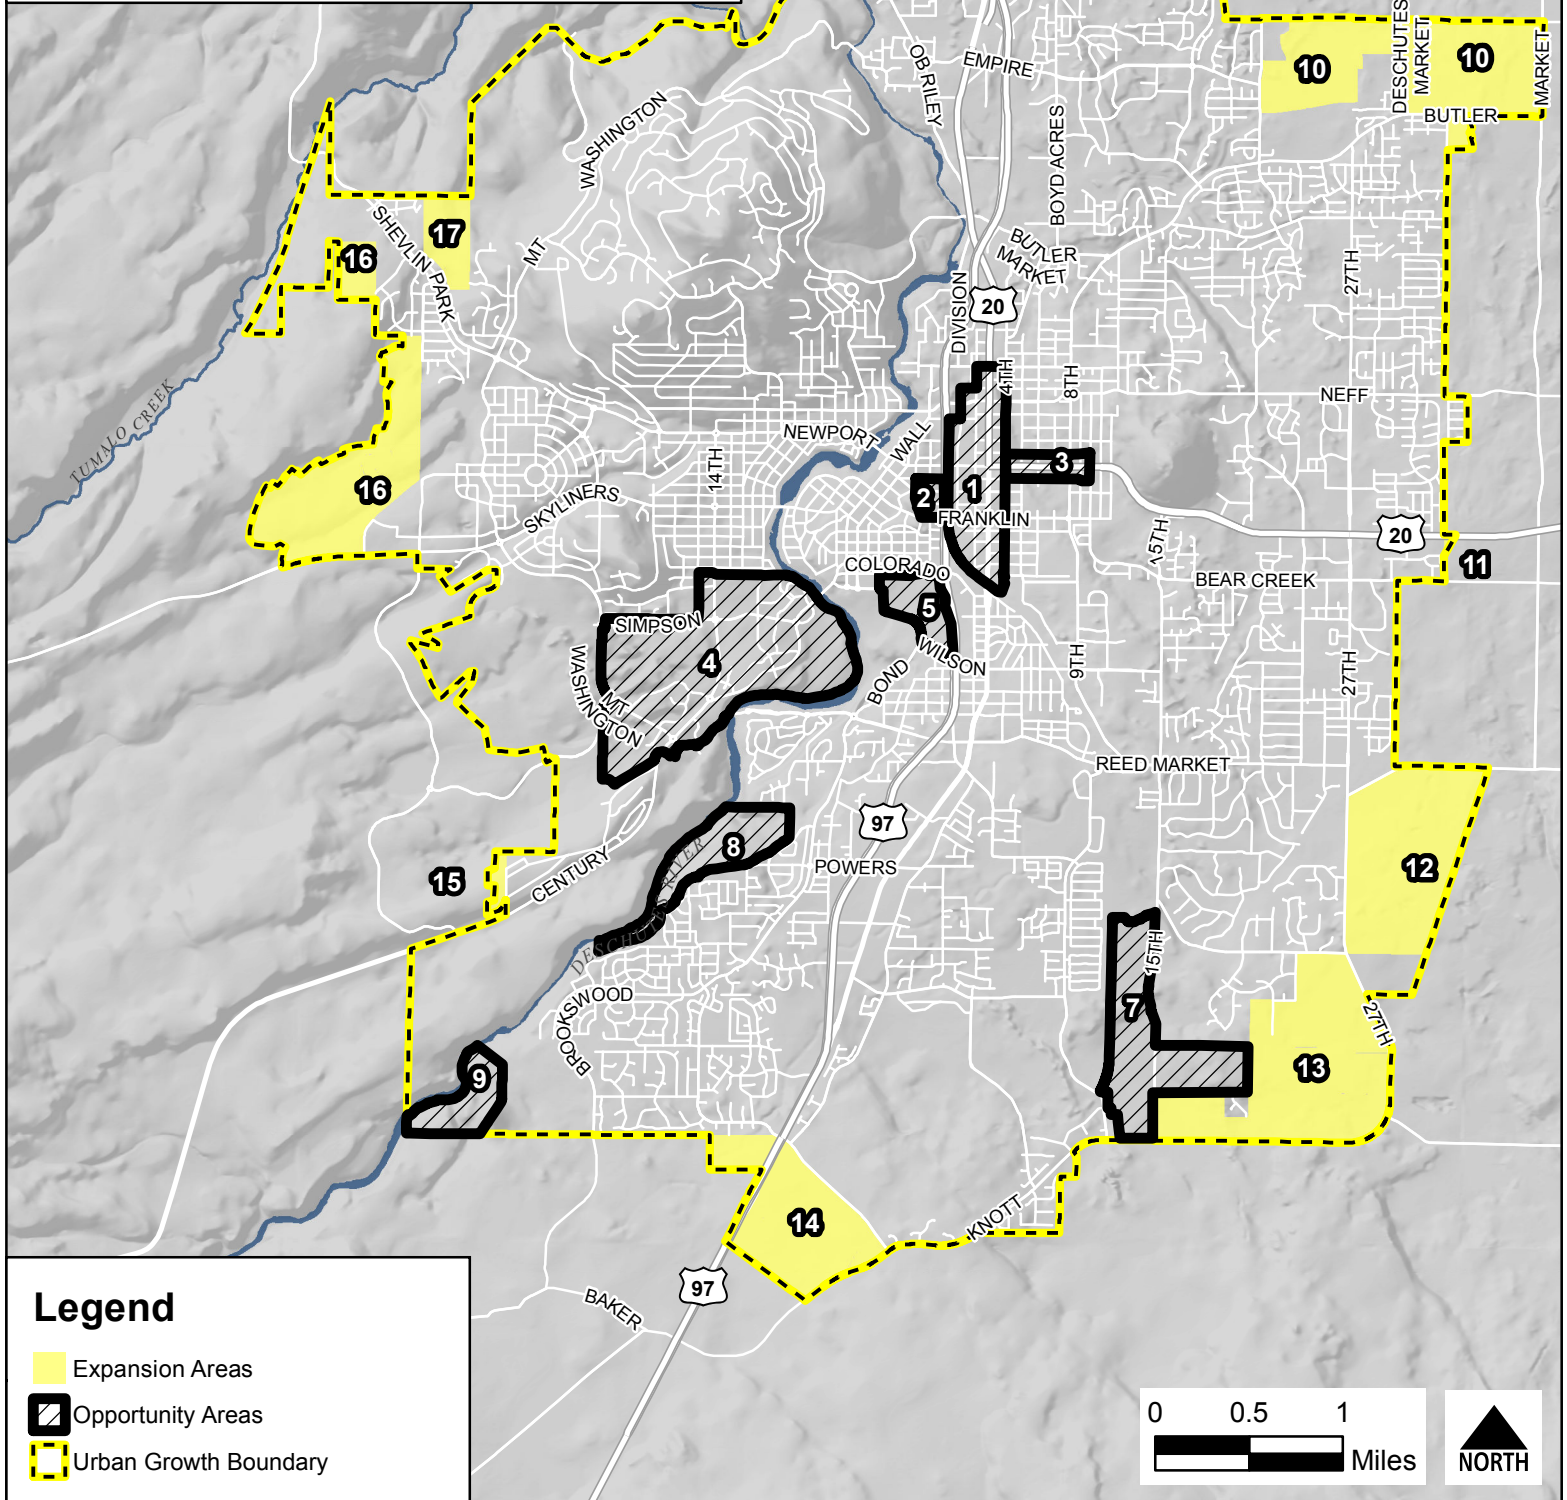 DESCHUTES
MARKET
MARKET
OB RILEY
EMPIRE
10
10
BUTLER
WASHINGTON
BOYD ACRES
SHEVLIN PARK
17
MT
16
BUTLER
MARKET
27TH
20
DIVISION
TUMALO CREEK
4TH
8TH
NEFF
NEWPORT
WALL
14TH
3
16
SKYLINERS
2
1
FRANKLIN
15TH
20
11
COLORADO
BEAR CREEK
5
SIMPSON
4
WILSON
WASHINGTON
MT
BOND
9TH
27TH
REED MARKET
97
8
POWERS
12
15
CENTURY
DESCHUTES RIVER
15TH
BROOKSWOOD
7
27TH
13
9
14
KNOTT
97
BAKER
Legend
Expansion Areas
Opportunity Areas
Urban Growth Boundary
0 0.5 1
Miles
NORTH